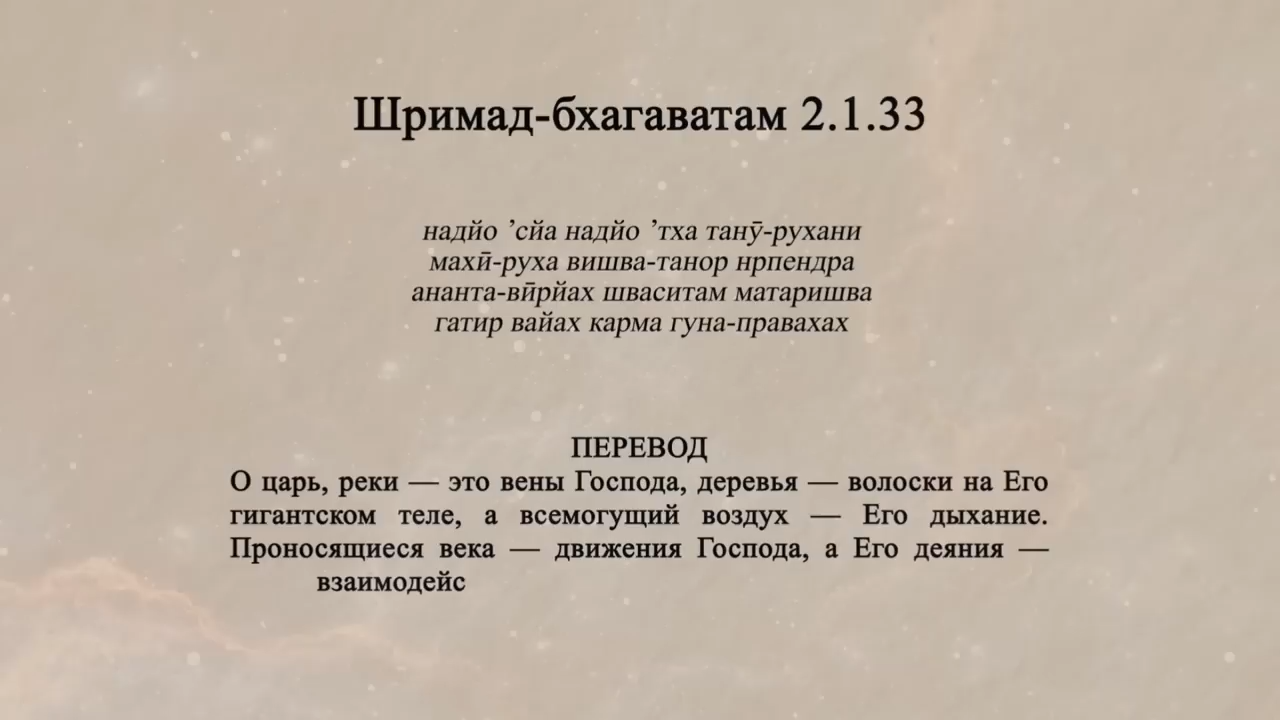 Шримад-бхагаватам 2.1.33
надйо ’сйа надйо ’тха танӯ-рухани
махӣ-руха вишва-танор нрпендра
ананта-вӣрйах шваситам матаришва
гатир вайах карма гуна-правахах
ПЕРЕВОД
О царь, реки — это вены Господа, деревья — волоски на Его
гигантском теле, а всемогущий воздух — Его дыхание.
Проносящиеся века — движения Господа, а Его деяния —
взаимодейс